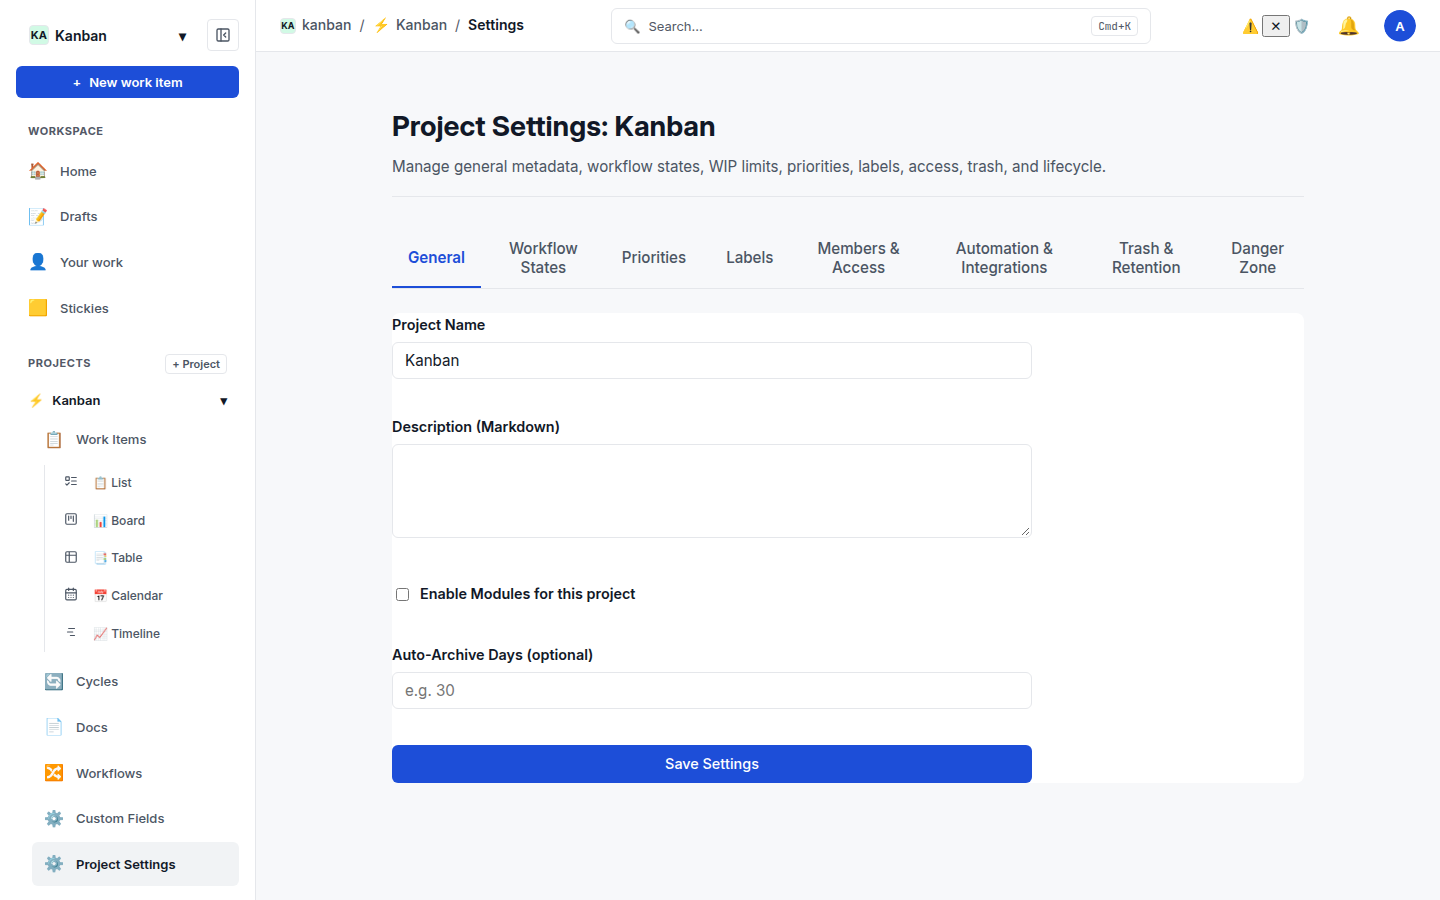 KA Kanban
+ New work item
WORKSPACE
Home
Drafts
Your work
Stickies
PROJECTS
+ Project
Kanban
Work Items
List
Board
Table
Calendar
Timeline
Cycles
Docs
Workflows
Custom Fields
Project Settings
KA kanban / Kanban / Settings
Search...
Cmd+K
A
Project Settings: Kanban
Manage general metadata, workflow states, WIP limits, priorities, labels, access, trash, and lifecycle.
General
Workflow
States
Priorities
Labels
Members &
Access
Automation &
Integrations
Trash &
Retention
Danger
Zone
Project Name
Kanban
Description (Markdown)
Enable Modules for this project
Auto-Archive Days (optional)
e.g. 30
Save Settings